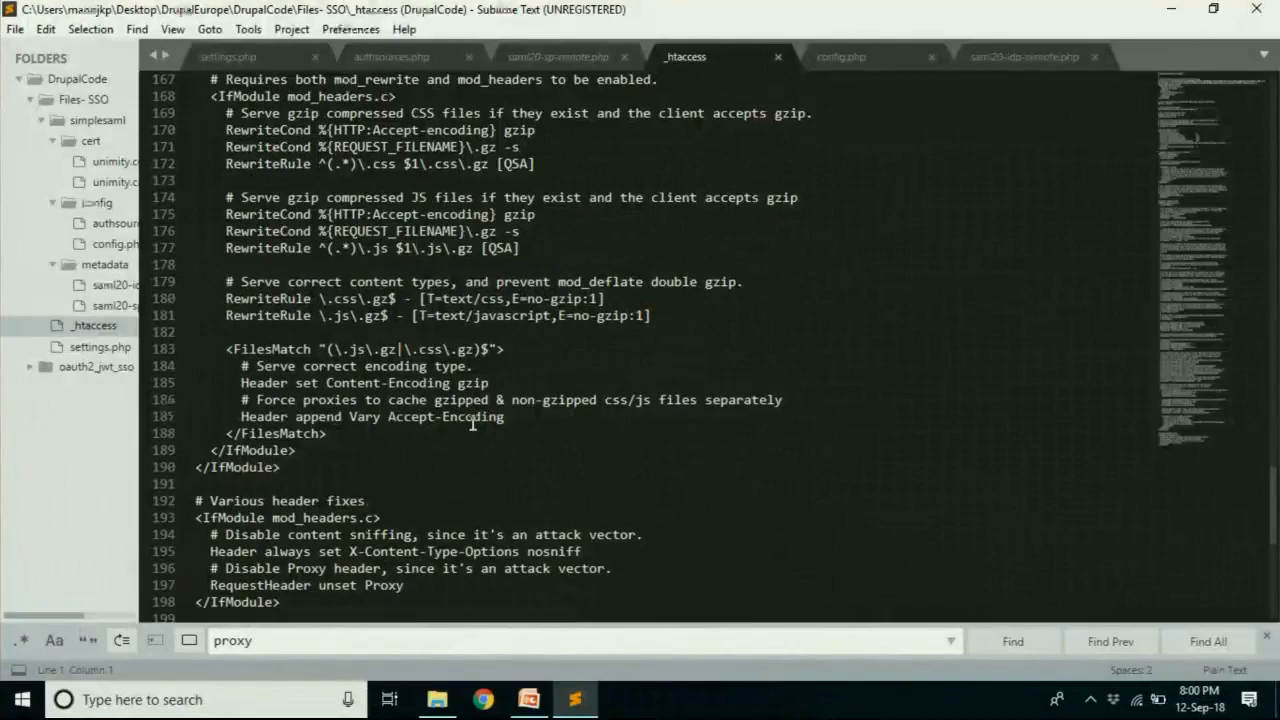 C:\Users\manojkp\Desktop\DrupalEurope\DrupalCode\Files- SSO\_htaccess (DrupalCode) - Sublime Text (UNREGISTERED)
File Edit Selection Find View Goto Tools Project Preferences Help
FOLDERS
DrupalCode
Files- SSO
simplesaml
cert
unimity.c
unimity.c
config
authsour
config.ph
metadata
saml20-i
saml20-s
_htaccess
settings.php
oauth2_jwt_sso
settings.php authsources.php saml20-sp-remote.php _htaccess config.php saml20-idp-remote.php
167 # Requires both mod_rewrite and mod_headers to be enabled.
168 <IfModule mod_headers.c>
169 # Serve gzip compressed CSS files if they exist and the client accepts gzip.
170 RewriteCond %{HTTP:Accept-encoding} gzip
171 RewriteCond %{REQUEST_FILENAME}\.gz -s
172 RewriteRule ^(.*)\.css $1\.css\.gz [QSA]
173
174 # Serve gzip compressed JS files if they exist and the client accepts gzip
175 RewriteCond %{HTTP:Accept-encoding} gzip
176 RewriteCond %{REQUEST_FILENAME}\.gz -s
177 RewriteRule ^(.*)\.js $1\.js\.gz [QSA]
178
179 # Serve correct content types, and prevent mod_deflate double gzip.
180 RewriteRule \.css\.gz$ - [T=text/css,E=no-gzip:1]
181 RewriteRule \.js\.gz$ - [T=text/javascript,E=no-gzip:1]
182
183 <FilesMatch "(\.js\.gz|\.css\.gz)$">
184 # Serve correct encoding type.
185 Header set Content-Encoding gzip
186 # Force proxies to cache gzipped & non-gzipped css/js files separately
187 Header append Vary Accept-Encoding
188 </FilesMatch>
189 </IfModule>
190 </IfModule>
191
192 # Various header fixes
193 <IfModule mod_headers.c>
194 # Disable content sniffing, since it's an attack vector.
195 Header always set X-Content-Type-Options nosniff
196 # Disable Proxy header, since it's an attack vector.
197 RequestHeader unset Proxy
198 </IfModule>
199
.* Aa “” proxy Find Find Prev Find All
Line 1 Column 1 Spaces: 2 Plain Text
Type here to search 8:00 PM
12-Sep-18